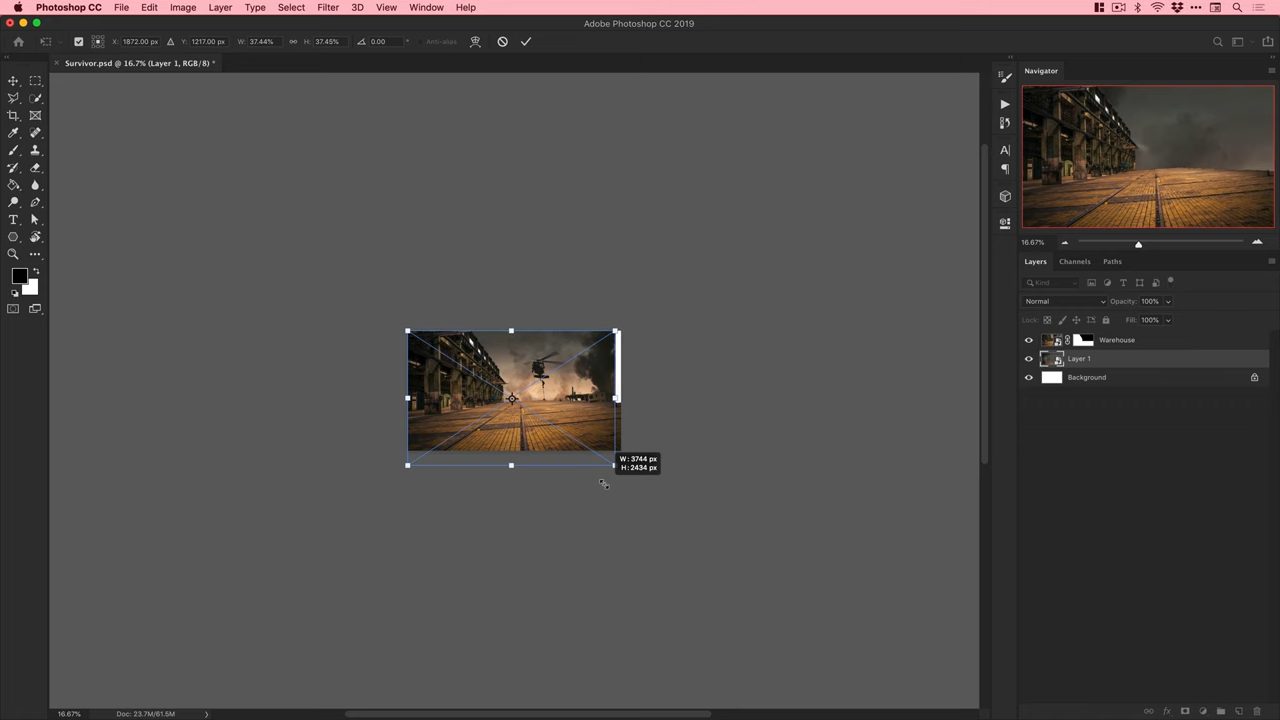 Photoshop CC File Edit Image Layer Type Select Filter 3D View Window Help
Adobe Photoshop CC 2019
X: 1872.00 px Y: 1217.00 px W: 37.44% H: 37.45% 0.00 ° Anti-alias
Survivor.psd @ 16.7% (Layer 1, RGB/8) *
Navigator
16.67%
Layers Channels Paths
Kind
Normal Opacity: 100%
Lock: Fill: 100%
Warehouse
Layer 1
Background
W: 3744 px
H: 2434 px
16.67% Doc: 23.7M/61.5M